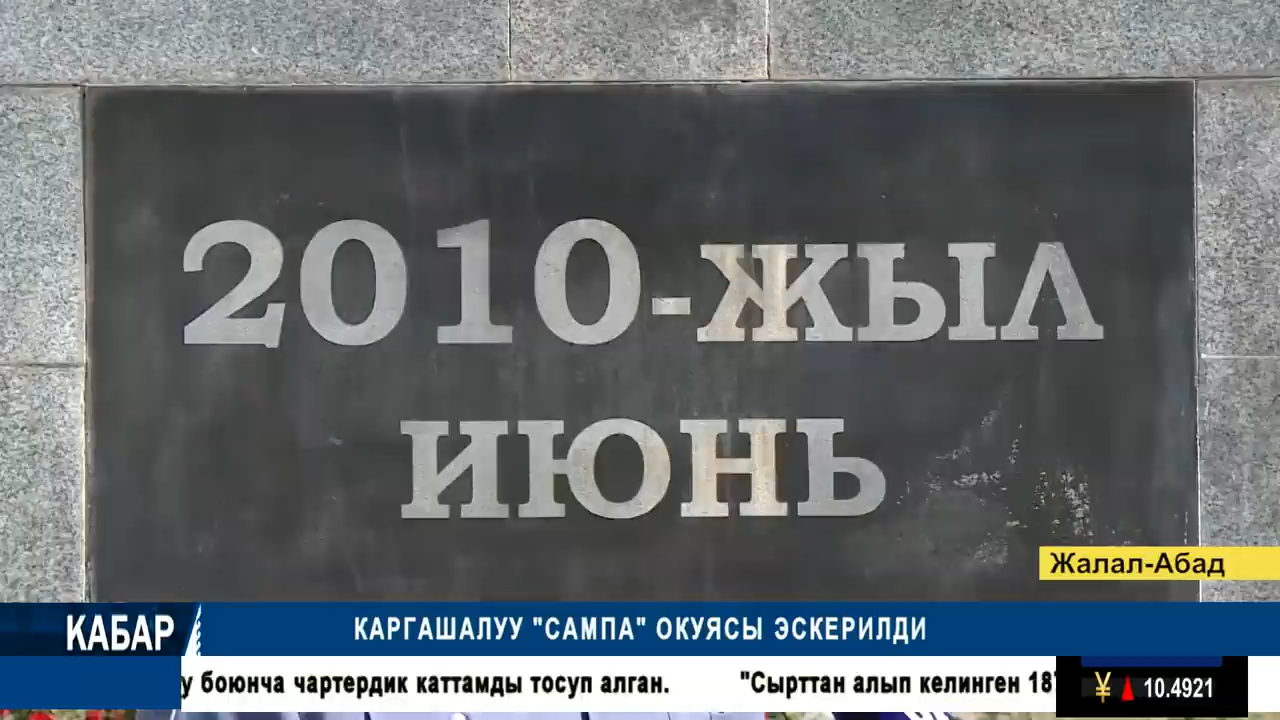 2010-ЖЫЛ
ИЮНЬ
Жалал-Абад
КАБАР
КАРГАШАЛУУ "САМПА" ОКУЯСЫ ЭСКЕРИЛДИ
у боюнча чартердик каттамды тосуп алган. "Сырттан алып келинген
¥ 10.4921